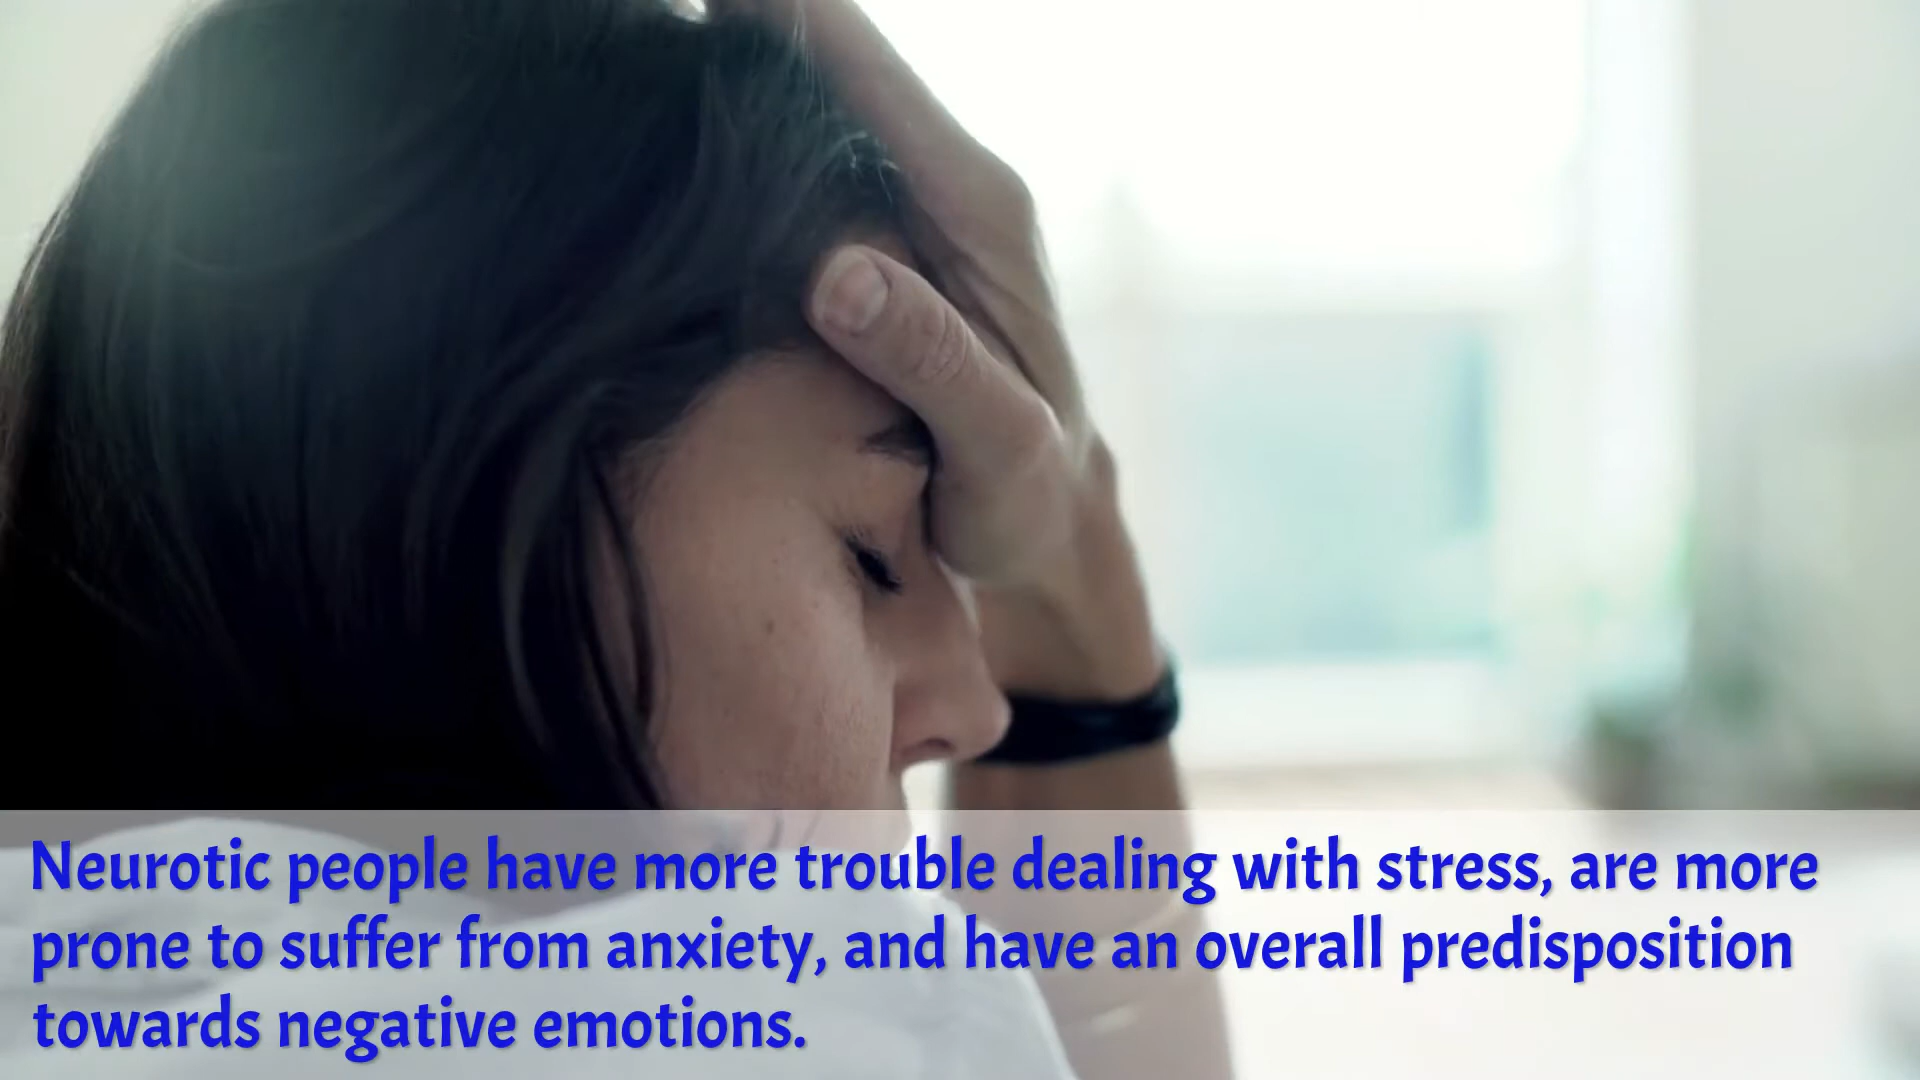 Neurotic people have more trouble dealing with stress, are more
prone to suffer from anxiety, and have an overall predisposition
towards negative emotions.